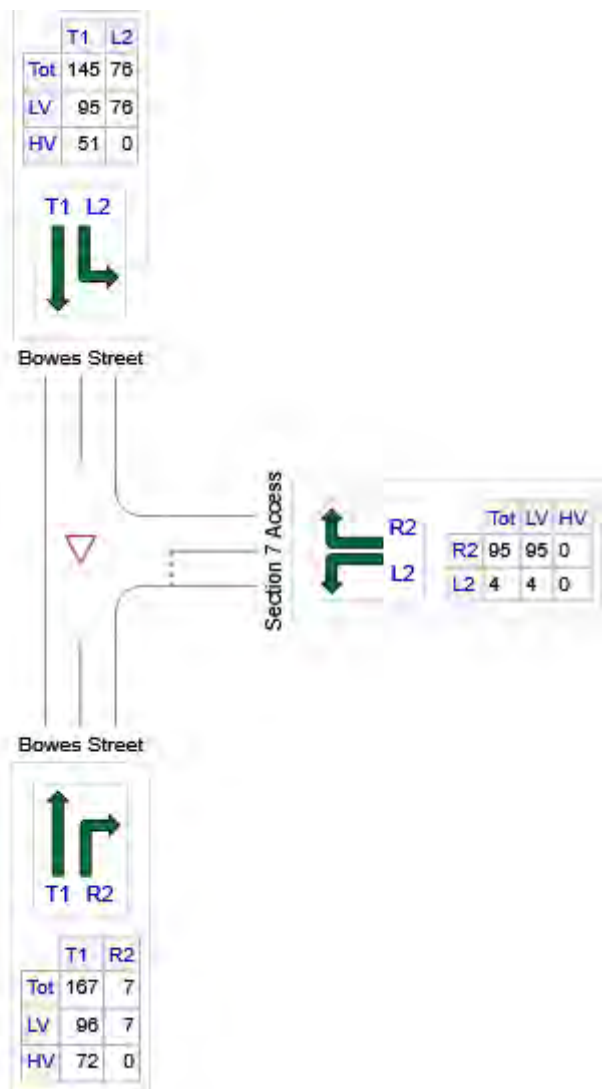 T1 L2
Tot 145 76
LV 95 76
HV 51 0
T1 L2
Bowes Street
Section 7 Access
R2
L2
Tot LV HV
R2 95 95 0
L2 4 4 0
Bowes Street
T1 R2
T1 R2
Tot 167 7
LV 96 7
HV 72 0